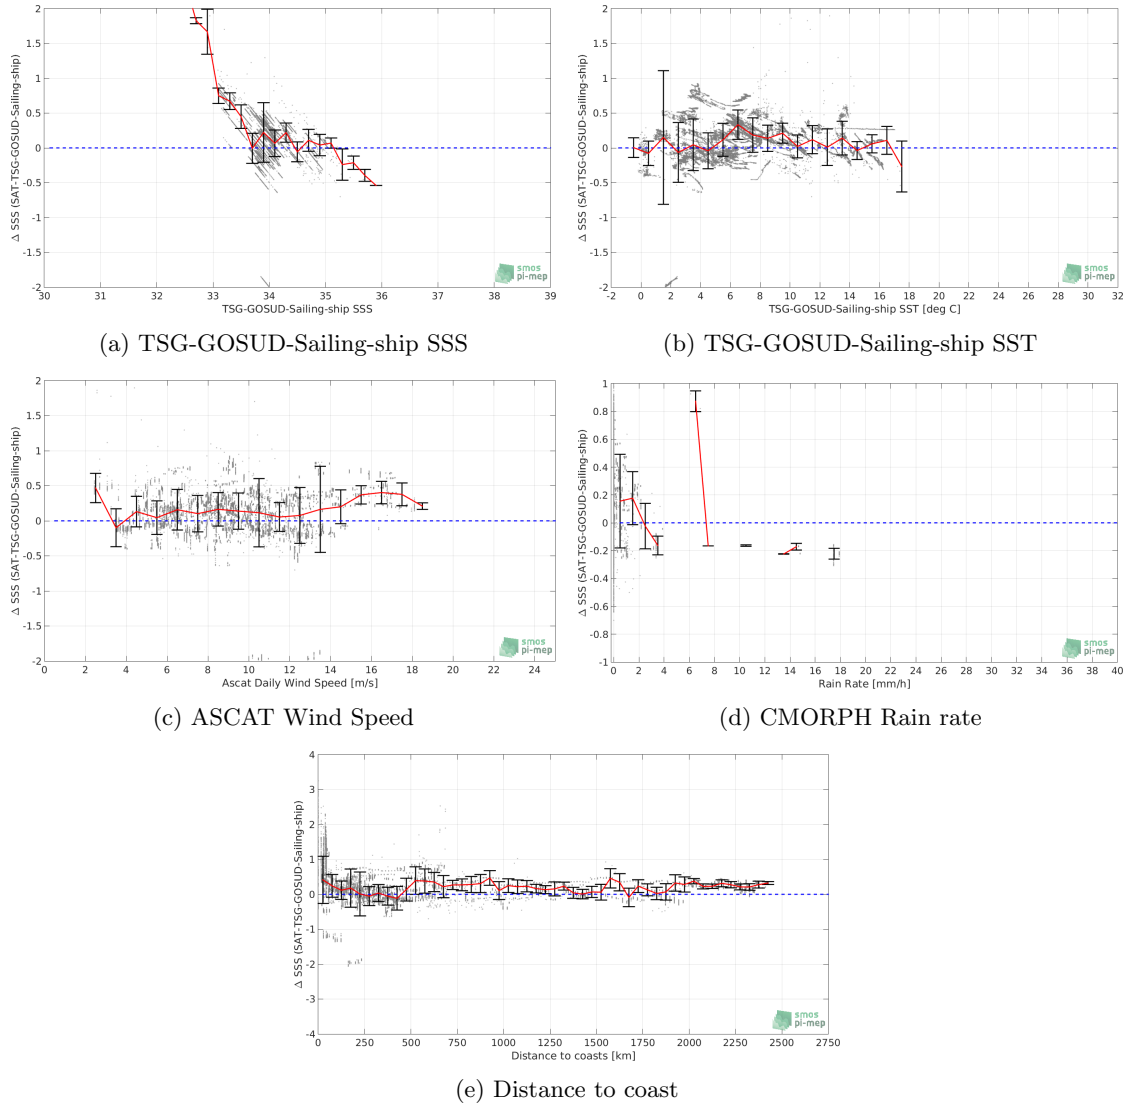 2
1.5
1
0.5
0
-0.5
-1
-1.5
-2
Δ SSS (SAT-TSG-GOSUD-Sailing-ship)
30 31 32 33 34 35 36 37 38 39
TSG-GOSUD-Sailing-ship SSS
smos
pi-mep
(a) TSG-GOSUD-Sailing-ship SSS
2
1.5
1
0.5
0
-0.5
-1
-1.5
-2
Δ SSS (SAT-TSG-GOSUD-Sailing-ship)
-2 0 2 4 6 8 10 12 14 16 18 20 22 24 26 28 30 32
TSG-GOSUD-Sailing-ship SST [deg C]
smos
pi-mep
(b) TSG-GOSUD-Sailing-ship SST
2
1.5
1
0.5
0
-0.5
-1
-1.5
-2
Δ SSS (SAT-TSG-GOSUD-Sailing-ship)
0 2 4 6 8 10 12 14 16 18 20 22 24
Ascat Daily Wind Speed [m/s]
smos
pi-mep
(c) ASCAT Wind Speed
1
0.8
0.6
0.4
0.2
0
-0.2
-0.4
-0.6
-0.8
-1
Δ SSS (SAT-TSG-GOSUD-Sailing-ship)
0 2 4 6 8 10 12 14 16 18 20 22 24 26 28 30 32 34 36 38 40
Rain Rate [mm/h]
smos
pi-mep
(d) CMORPH Rain rate
4
3
2
1
0
-1
-2
-3
-4
Δ SSS (SAT-TSG-GOSUD-Sailing-ship)
0 250 500 750 1000 1250 1500 1750 2000 2250 2500 2750
Distance to coasts [km]
smos
pi-mep
(e) Distance to coast